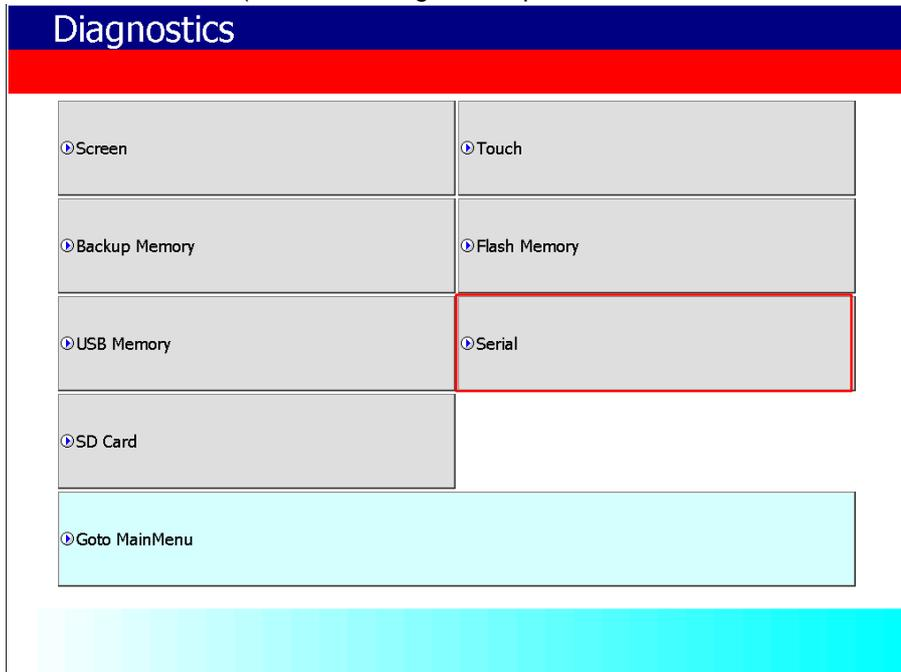 Diagnostics
Screen
Touch
Backup Memory
Flash Memory
USB Memory
Serial
SD Card
Goto MainMenu